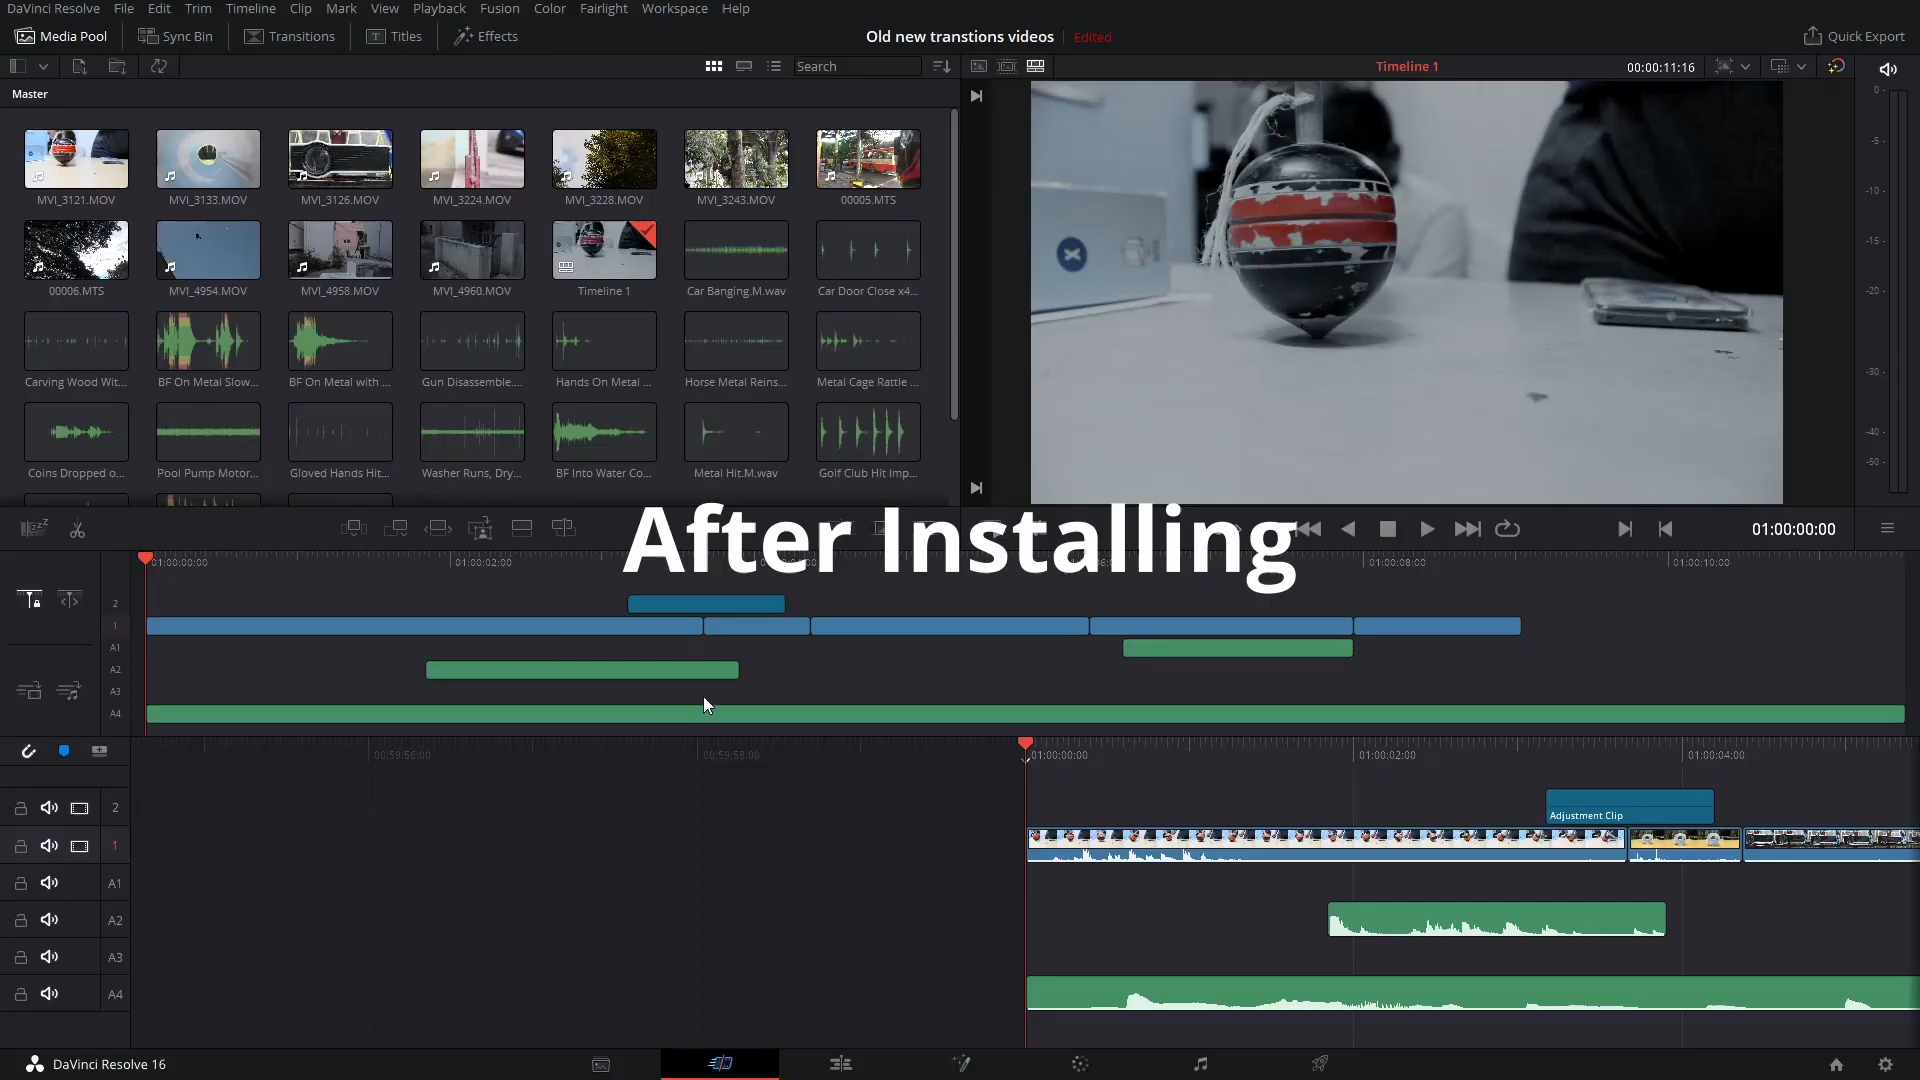 DaVinci Resolve File Edit Trim Timeline Clip Mark View Playback Fusion Color Fairlight Workspace Help
Media Pool Sync Bin Transitions Titles Effects Old new transtions videos Edited Quick Export
Search Timeline 1 00:00:11:16
Master
0
-5
-10
-15
-20
-30
-40
-50
MVI_3121.MOV MVI_3133.MOV MVI_3126.MOV MVI_3224.MOV MVI_3228.MOV MVI_3243.MOV 00005.MTS
00006.MTS MVI_4954.MOV MVI_4958.MOV MVI_4960.MOV Timeline 1 Car Banging.M.wav Car Door Close x4...
Carving Wood Wit... BF On Metal Slow... BF On Metal with ... Gun Disassemble.... Hands On Metal ... Horse Metal Reins... Metal Cage Rattle ...
Coins Dropped o... Pool Pump Motor... Gloved Hands Hit... Washer Runs, Dry... BF Into Water Co... Metal Hit.M.wav Golf Club Hit Imp...
After Installing
01:00:00:00
01:00:00:00 01:00:02:00 01:00:08:00 01:00:10:00
2
1
A1
A2
A3
A4
00:59:56:00 00:59:58:00 01:00:00:00 01:00:02:00 01:00:04:00
2
Adjustment Clip
1
A1
A2
A3
A4
DaVinci Resolve 16